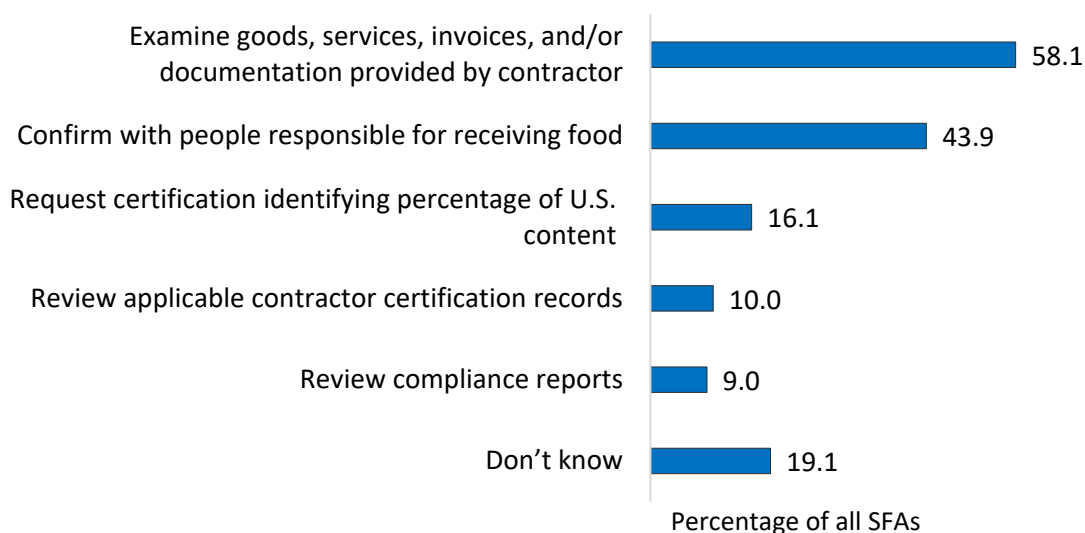 Examine goods, services, invoices, and/or
documentation provided by contractor
58.1
Confirm with people responsible for receiving food
43.9
Request certification identifying percentage of U.S.
content
16.1
Review applicable contractor certification records
10.0
Review compliance reports
9.0
Don’t know
19.1
Percentage of all SFAs